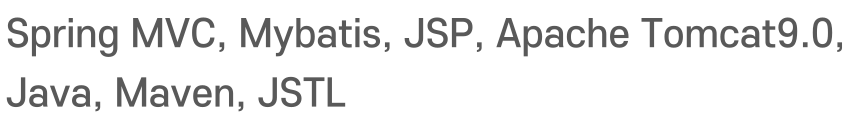 Spring MVC, Mybatis, JSP, Apache Tomcat9.0,
Java, Maven, JSTL